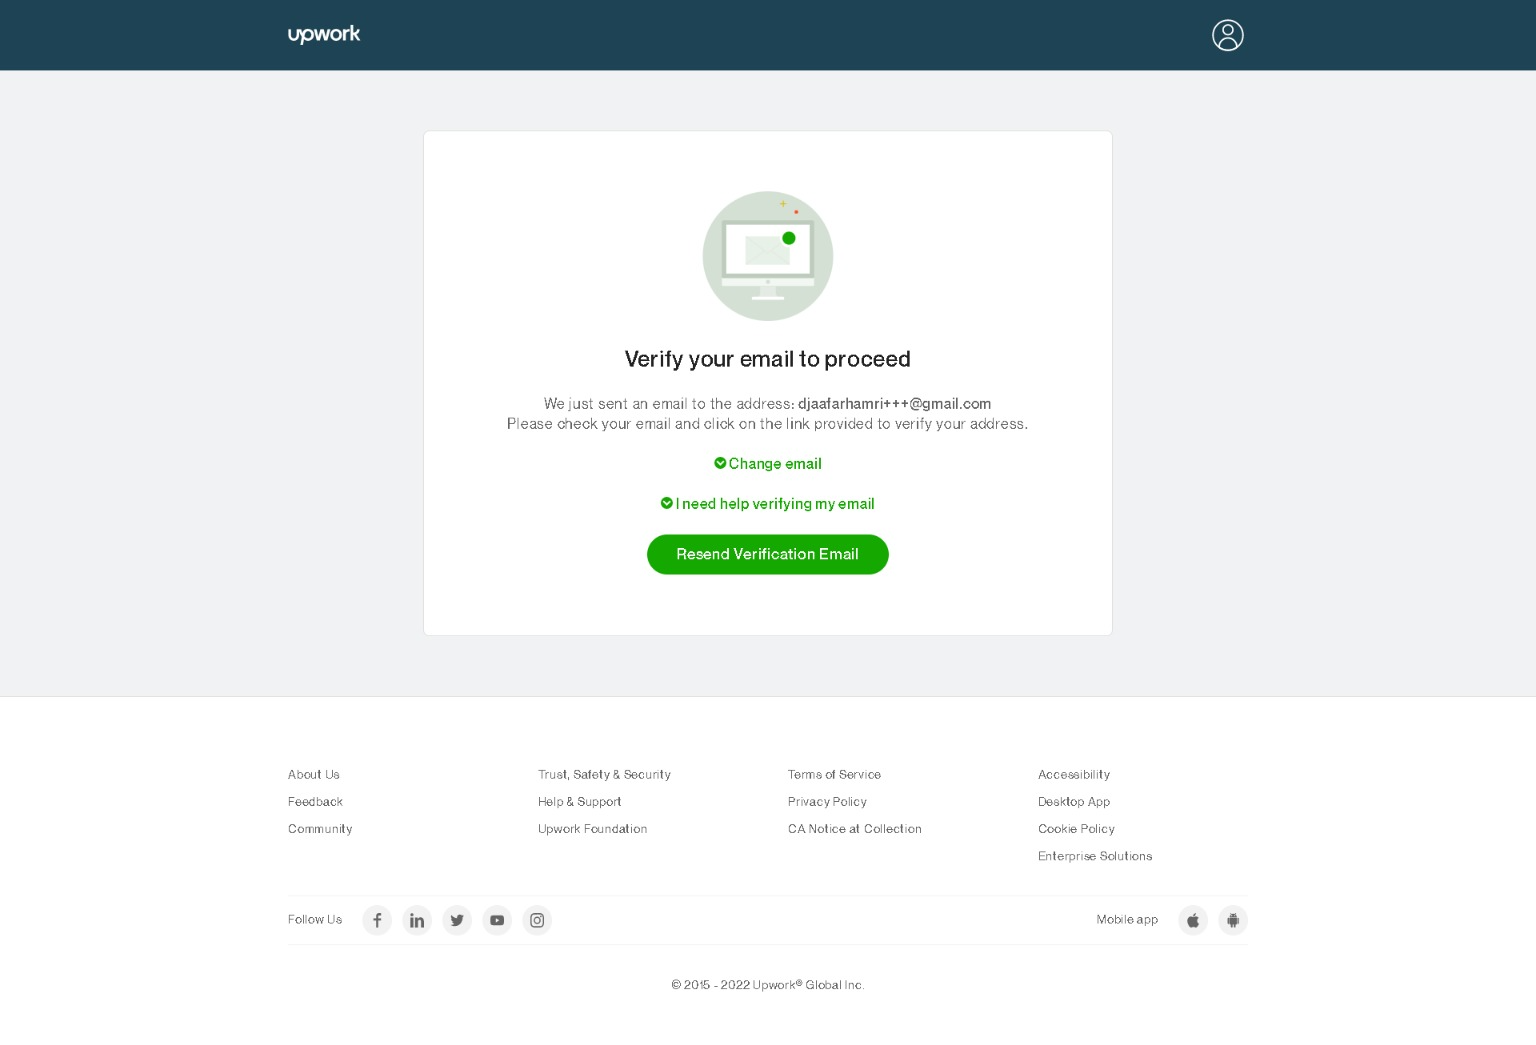 upwork
Verify your email to proceed
We just sent an email to the address: djaafarhamri+++@gmail.com
Please check your email and click on the link provided to verify your address.
Change email
I need help verifying my email
Resend Verification Email
About Us
Feedback
Community
Trust, Safety & Security
Help & Support
Upwork Foundation
Terms of Service
Privacy Policy
CA Notice at Collection
Accessibility
Desktop App
Cookie Policy
Enterprise Solutions
Follow Us
Mobile app
© 2015 - 2022 Upwork® Global Inc.